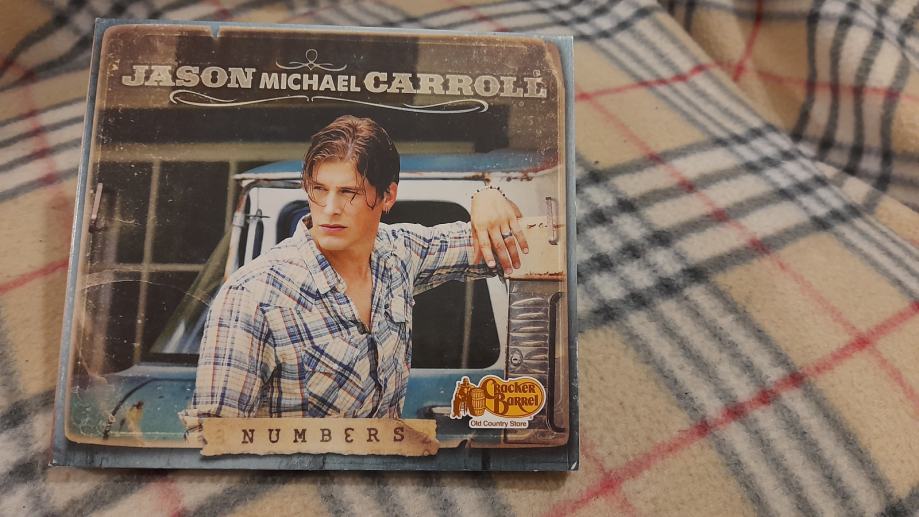 JASON MICHAEL CARROLL
Cracker
Barrel
Old Country Store
NUMBERS